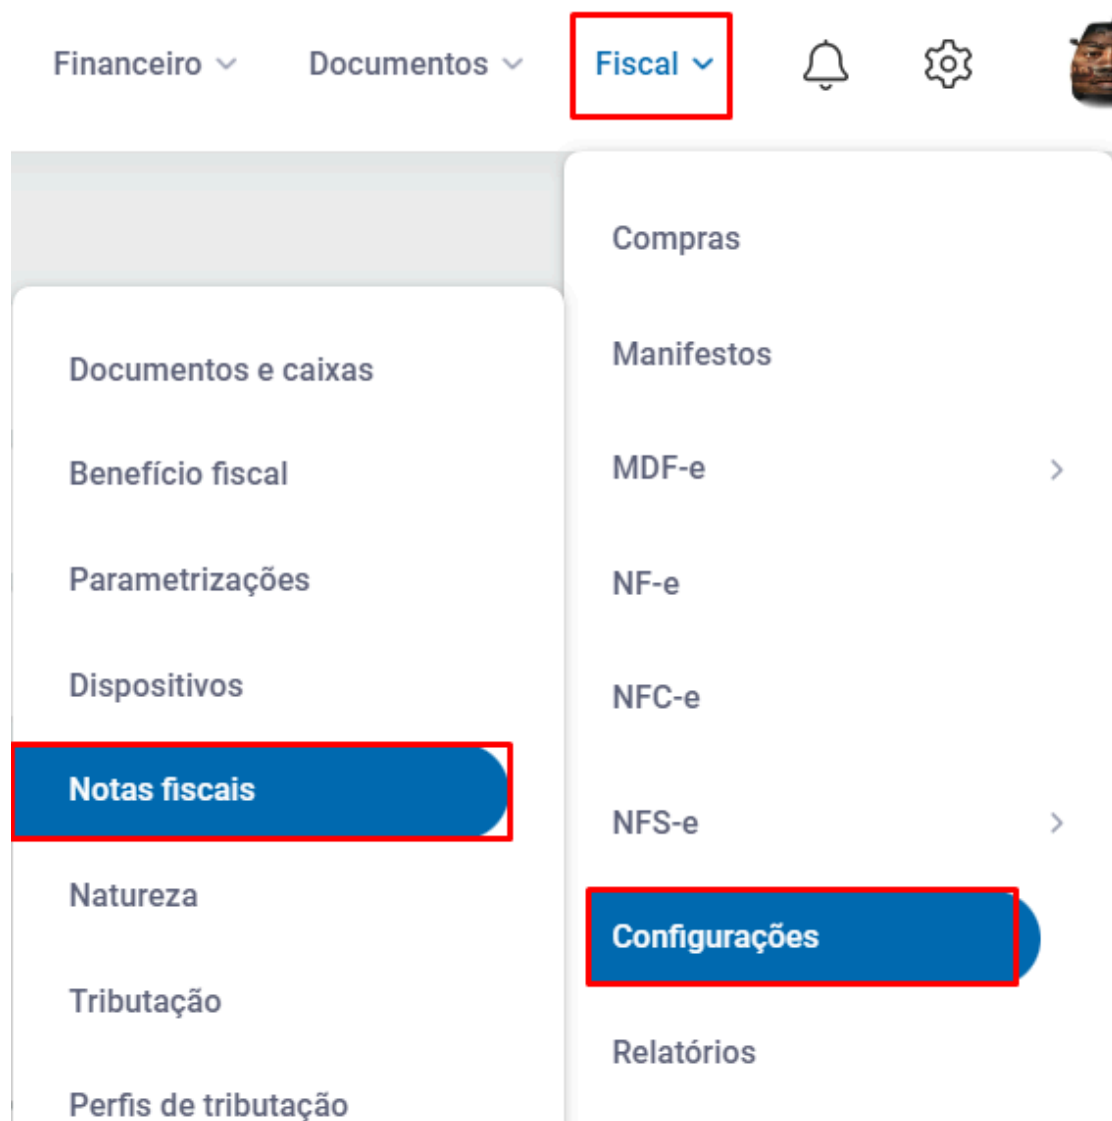 Financeiro
Documentos
Fiscal
Compras
Manifestos
MDF-e
NF-e
NFC-e
NFS-e
Configurações
Relatórios
Documentos e caixas
Benefício fiscal
Parametrizações
Dispositivos
Notas fiscais
Natureza
Tributação
Perfis de tributação